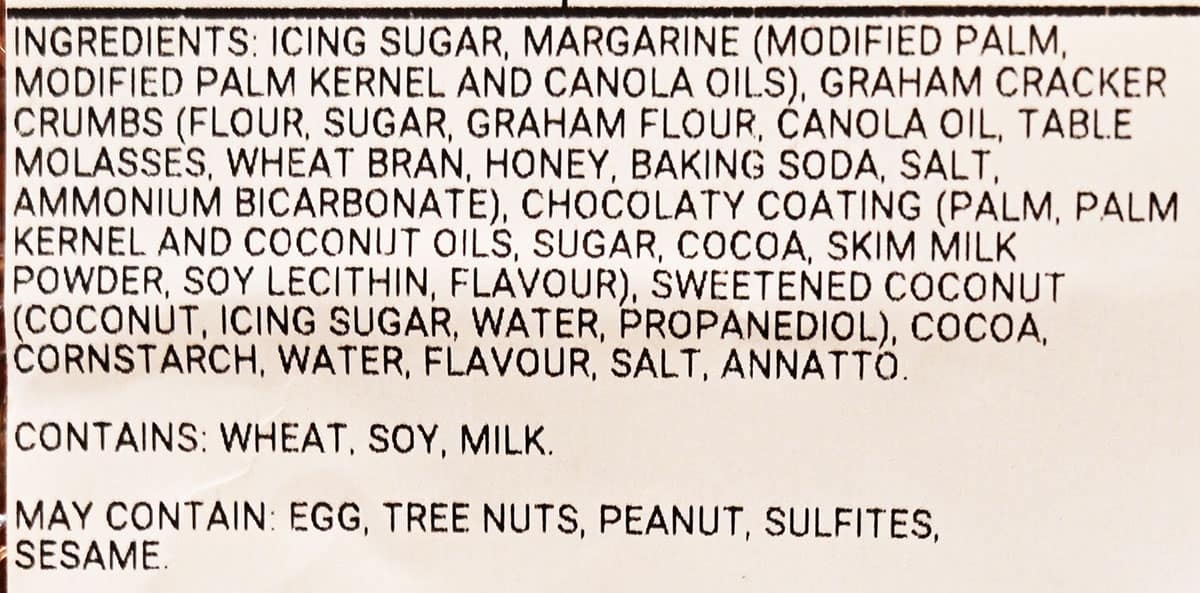 INGREDIENTS: ICING SUGAR, MARGARINE (MODIFIED PALM,
MODIFIED PALM KERNEL AND CANOLA OILS), GRAHAM CRACKER
CRUMBS (FLOUR, SUGAR, GRAHAM FLOUR, CANOLA OIL, TABLE
MOLASSES, WHEAT BRAN, HONEY, BAKING SODA, SALT,
AMMONIUM BICARBONATE), CHOCOLATY COATING (PALM, PALM
KERNEL AND COCONUT OILS, SUGAR, COCOA, SKIM MILK
POWDER, SOY LECITHIN, FLAVOUR), SWEETENED COCONUT
(COCONUT, ICING SUGAR, WATER, PROPANEDIOL), COCOA,
CORNSTARCH, WATER, FLAVOUR, SALT, ANNATTO.
CONTAINS: WHEAT, SOY, MILK.
MAY CONTAIN: EGG, TREE NUTS, PEANUT, SULFITES,
SESAME.